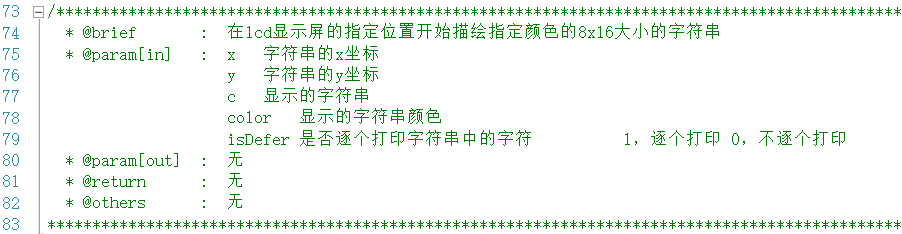 73 /****************************************************************************************************
74 * @brief : 在lcd显示屏的指定位置开始描绘指定颜色的8x16大小的字符串
75 * @param[in] : x 字符串的x坐标
76 y 字符串的y坐标
77 c 显示的字符串
78 color 显示的字符串颜色
79 isDefer 是否逐个打印字符串中的字符 1，逐个打印 0，不逐个打印
80 * @param[out] : 无
81 * @return : 无
82 * @others : 无
83 ****************************************************************************************************